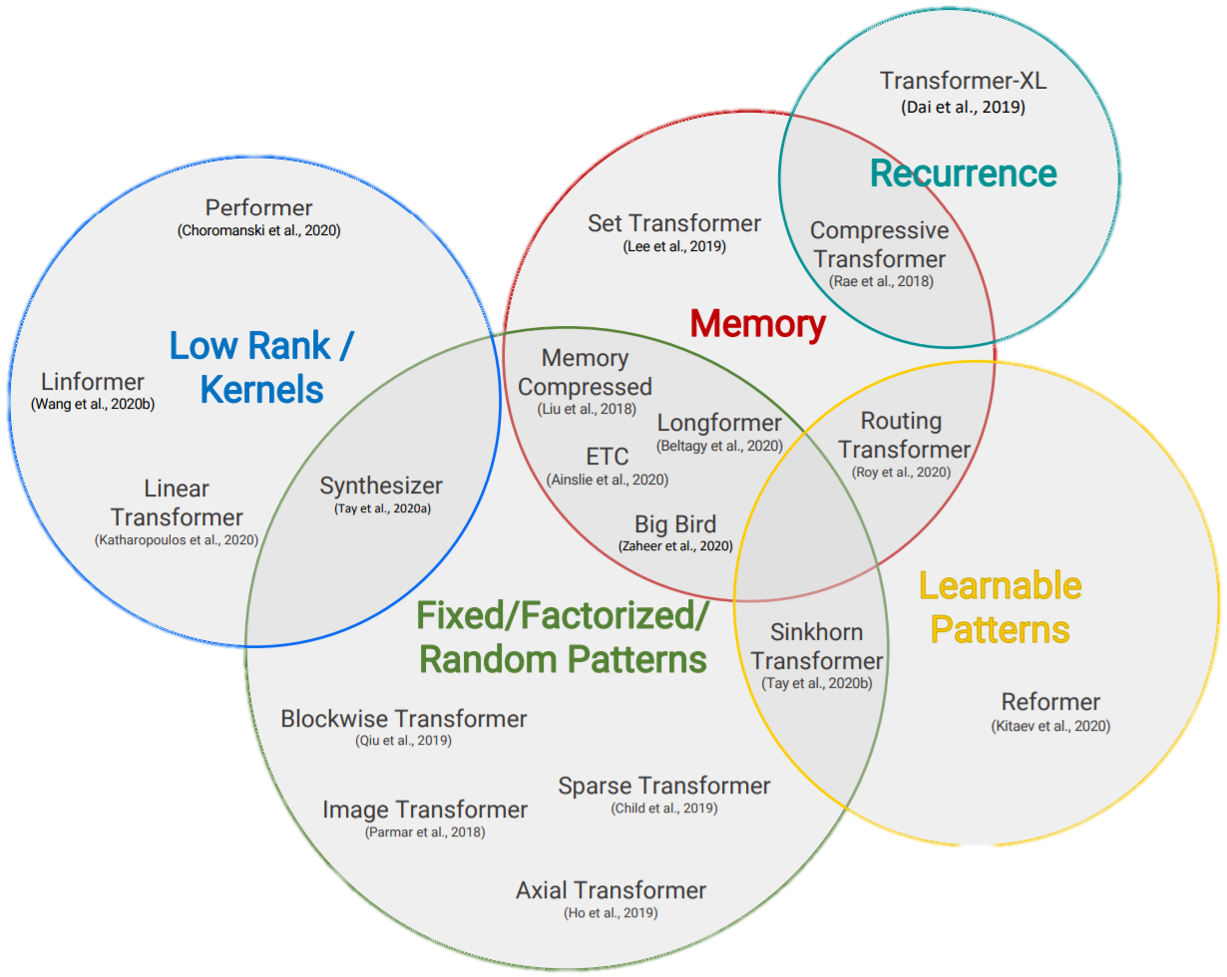 Transformer-XL
(Dai et al., 2019)
Recurrence
Performer
(Choromanski et al., 2020)
Set Transformer
(Lee et al., 2019)
Compressive
Transformer
(Rae et al., 2018)
Memory
Low Rank /
Kernels
Linformer
(Wang et al., 2020b)
Memory
Compressed
(Liu et al., 2018)
Longformer
(Beltagy et al., 2020)
Routing
Transformer
(Roy et al., 2020)
ETC
(Ainslie et al., 2020)
Linear
Transformer
(Katharopoulos et al., 2020)
Synthesizer
(Tay et al., 2020a)
Big Bird
(Zaheer et al., 2020)
Fixed/Factorized/
Random Patterns
Learnable
Patterns
Sinkhorn
Transformer
(Tay et al., 2020b)
Reformer
(Kitaev et al., 2020)
Blockwise Transformer
(Qiu et al., 2019)
Sparse Transformer
(Child et al., 2019)
Image Transformer
(Parmar et al., 2018)
Axial Transformer
(Ho et al., 2019)